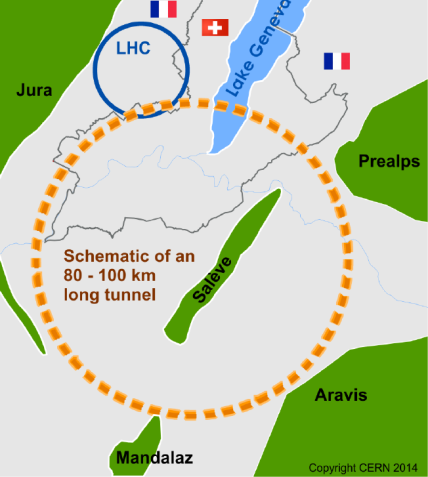 LHC
Lake Geneva
Jura
Prealps
Schematic of an
80 - 100 km
long tunnel
Salève
Aravis
Mandalaz
Copyright CERN 2014